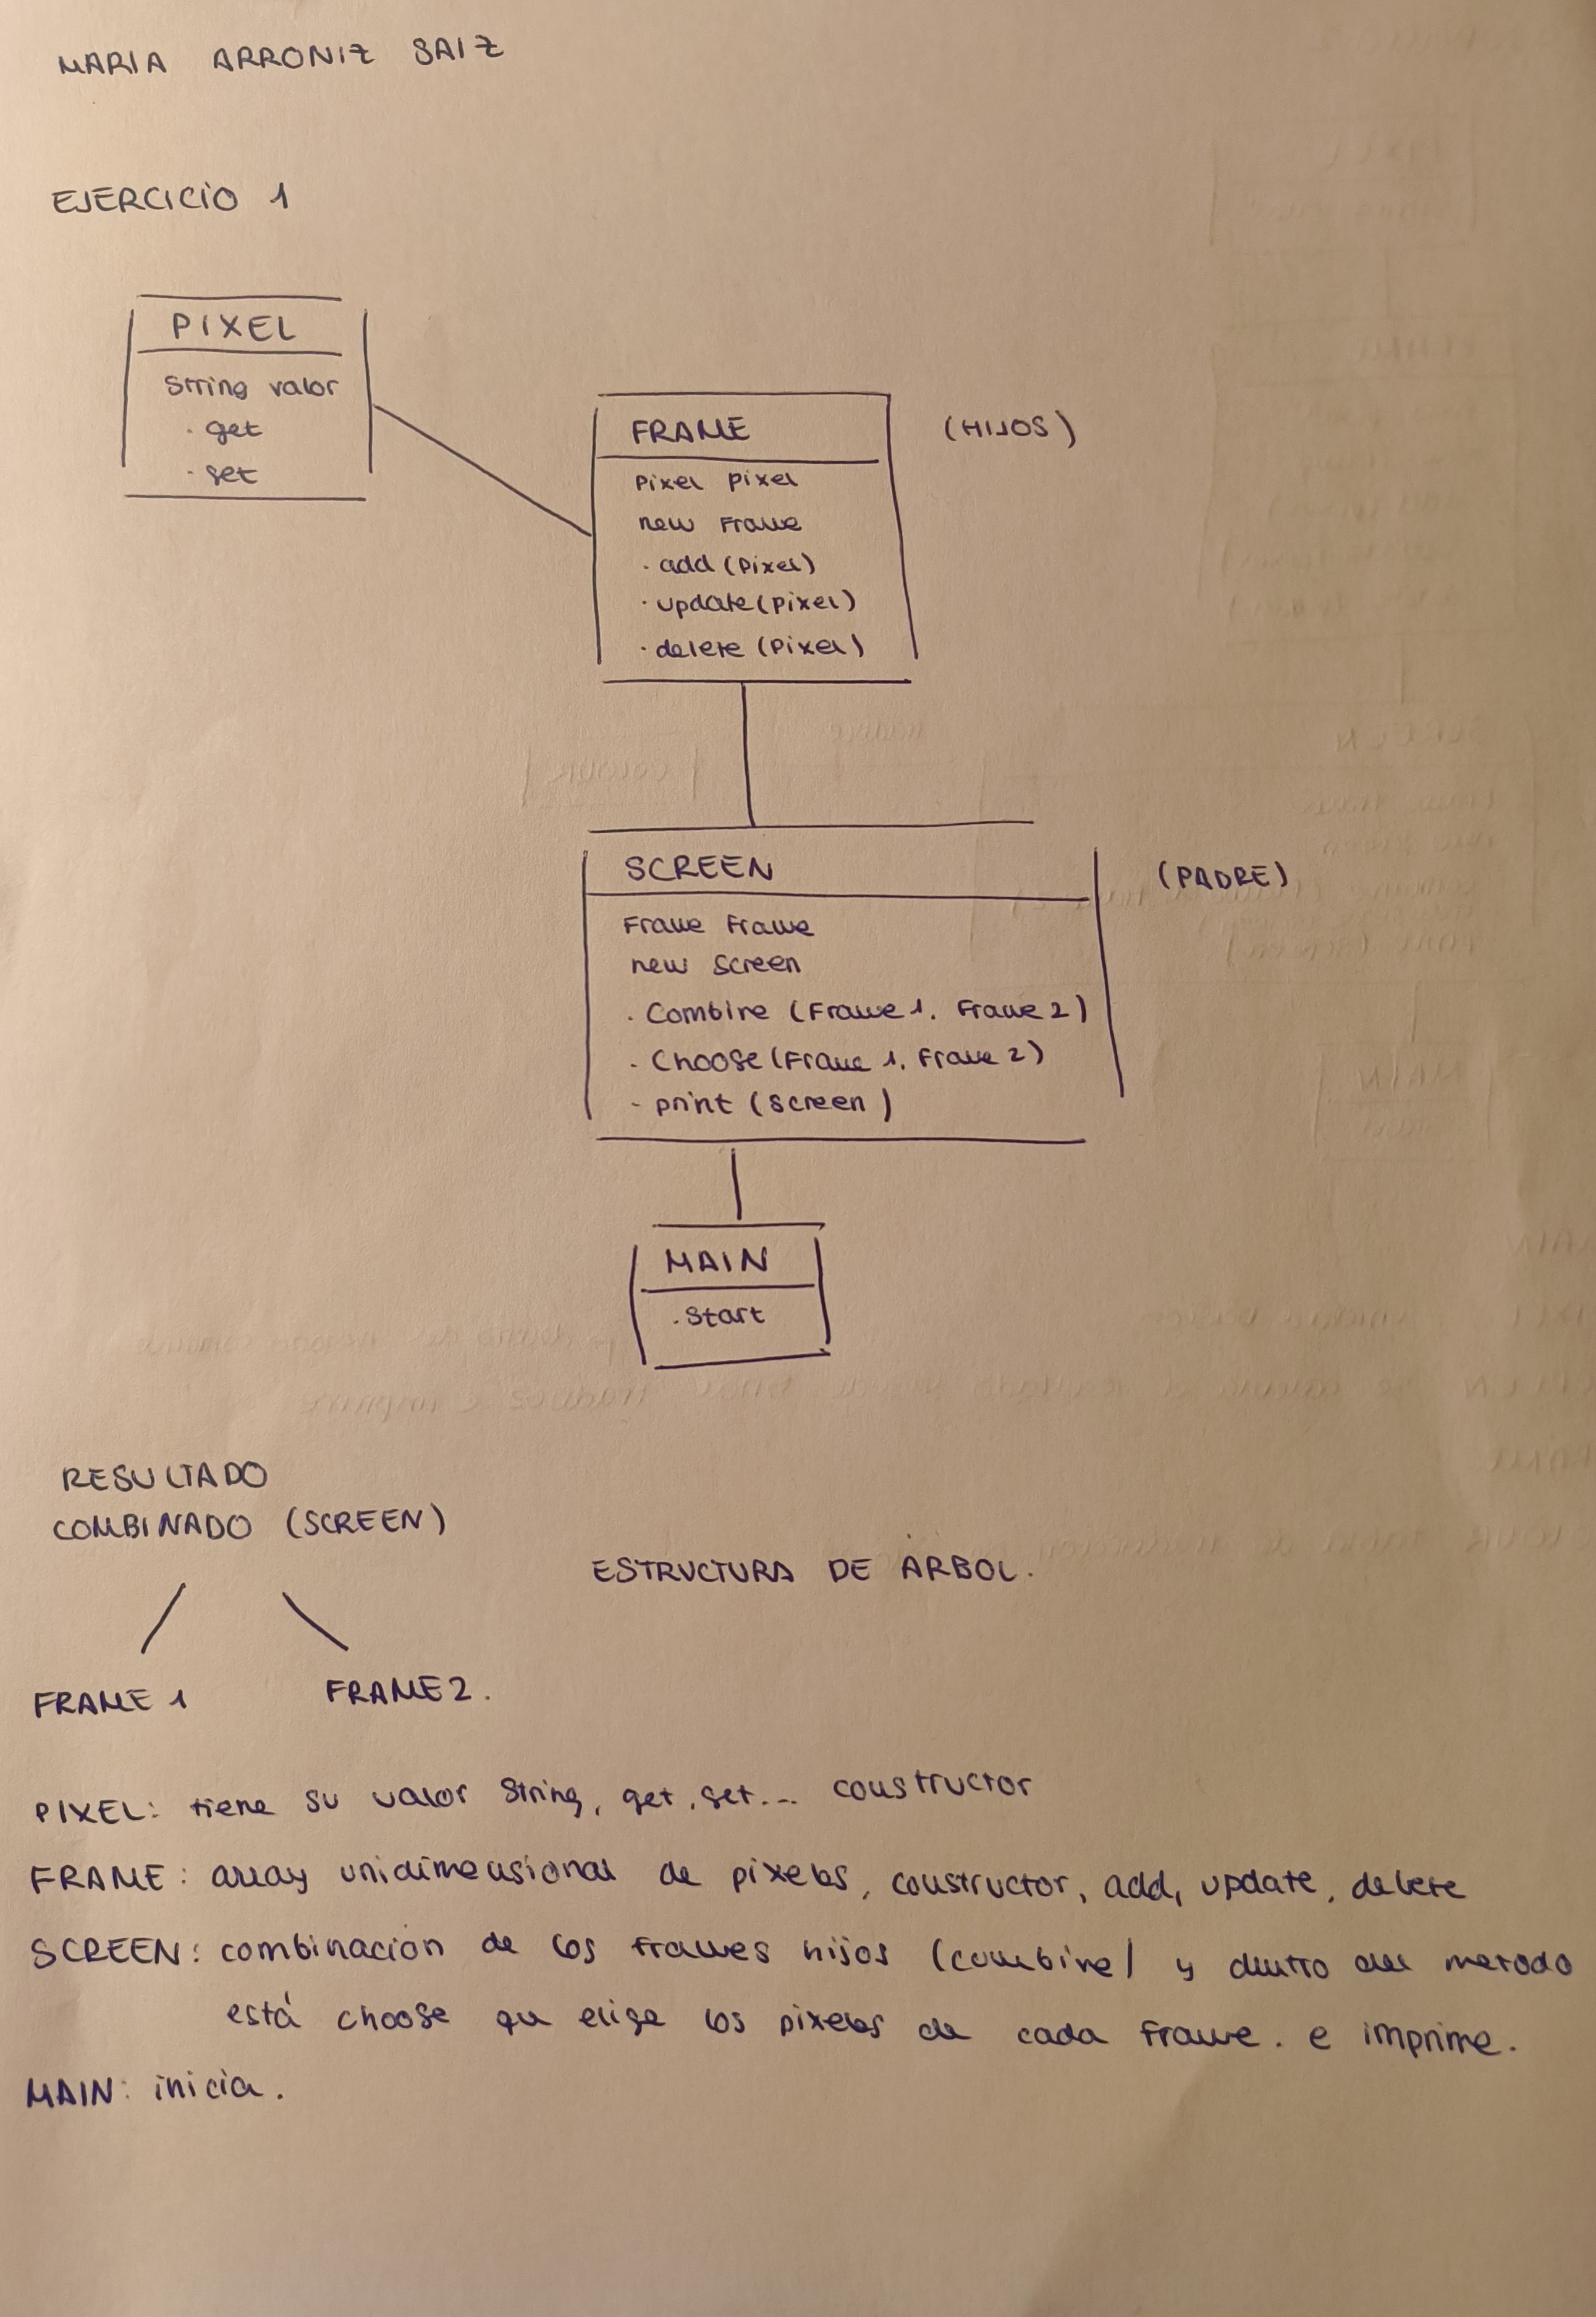 MARIA ARRONIZ SAIZ
EJERCICIO 1
PIXEL
String valor
. get
. set
FRAME
(HIJOS)
Pixel pixel
new Frame
. add (Pixel)
. update (pixel)
. delete (Pixel)
SCREEN
(PADRE)
Frame Frame
new Screen
. Combine (Frame 1, Frame 2)
. Choose (Frame 1, Frame 2)
- print (Screen)
MAIN
. Start
RESULTADO
COMBINADO (SCREEN)
ESTRUCTURA DE ARBOL.
FRAME 1
FRAME 2.
PIXEL: tiene su valor String, get, set... constructor
FRAME: array unidimensional de pixeles, constructor, add, update, delete
SCREEN: combinacion de los frames hijos (combine) y dentro del metodo
está choose que elige los pixeles de cada frame. e imprime.
MAIN: inicia.